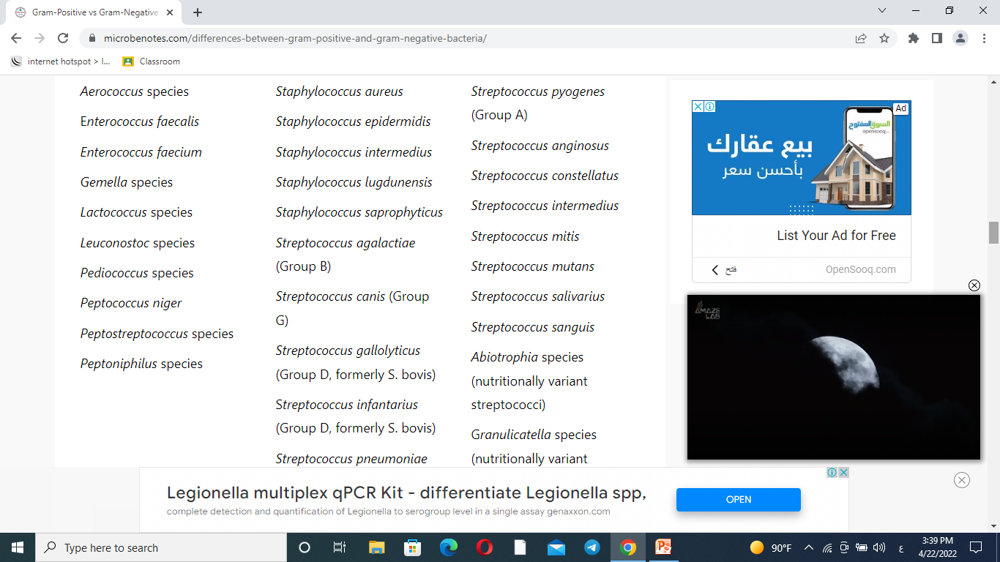 Gram-Positive vs Gram-Negative
microbenotes.com/differences-between-gram-positive-and-gram-negative-bacteria/
internet hotspot > I...
Classroom
Aerococcus species
Enterococcus faecalis
Enterococcus faecium
Gemella species
Lactococcus species
Leuconostoc species
Pediococcus species
Peptococcus niger
Peptostreptococcus species
Peptoniphilus species
Staphylococcus aureus
Staphylococcus epidermidis
Staphylococcus intermedius
Staphylococcus lugdunensis
Staphylococcus saprophyticus
Streptococcus agalactiae
(Group B)
Streptococcus canis (Group
G)
Streptococcus gallolyticus
(Group D, formerly S. bovis)
Streptococcus infantarius
(Group D, formerly S. bovis)
Streptococcus pneumoniae
Streptococcus pyogenes
(Group A)
Streptococcus anginosus
Streptococcus constellatus
Streptococcus intermedius
Streptococcus mitis
Streptococcus mutans
Streptococcus salivarius
Streptococcus sanguis
Abiotrophia species
(nutritionally variant
streptococci)
Granulicatella species
(nutritionally variant
Ad
السوق المفتوح
opensooq...
بيع عقارك
بأحسن سعر
List Your Ad for Free
فتح
OpenSooq.com
AMAZE
LAB
Legionella multiplex qPCR Kit - differentiate Legionella spp,
complete detection and quantification of Legionella to serogroup level in a single assay genaxxon.com
OPEN
Type here to search
90°F
ع
3:39 PM
4/22/2022